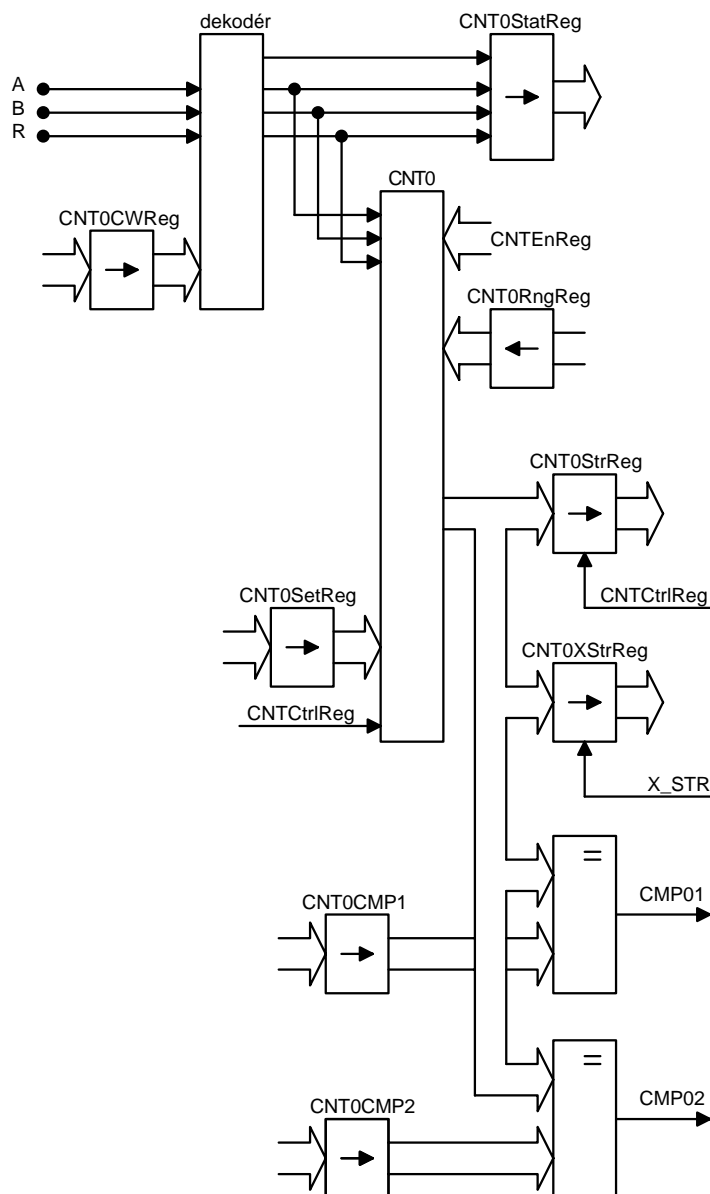 dekodér
CNT0StatReg
A
B
R
CNT0
CNT0CWReg
CNTEnReg
CNT0RngReg
CNT0StrReg
CNTCtrlReg
CNT0SetReg
CNT0XStrReg
CNTCtrlReg
X_STR
=
CNT0CMP1
CMP01
=
CNT0CMP2
CMP02